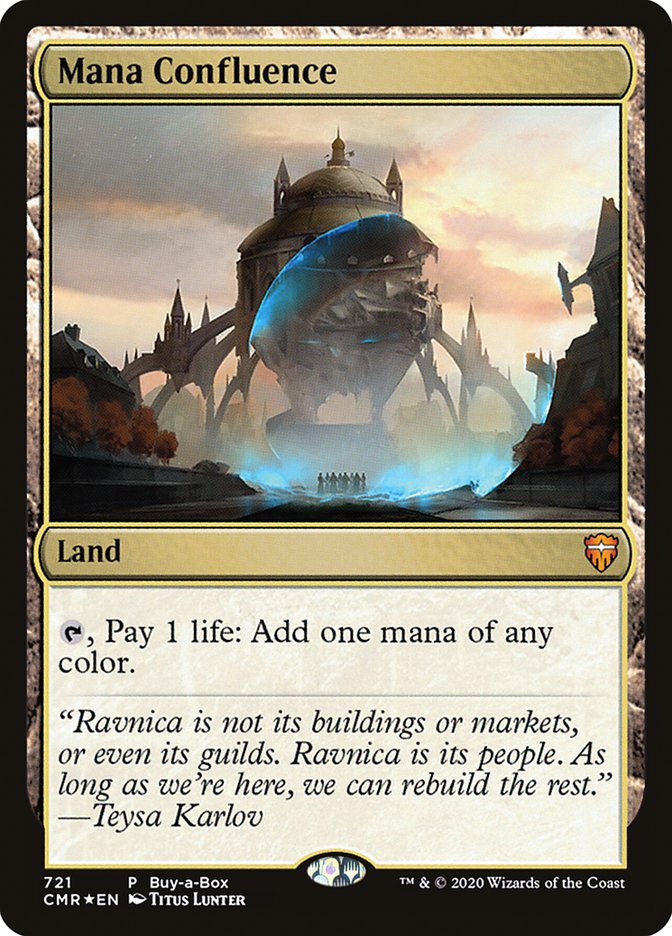 Mana Confluence
Land
, Pay 1 life: Add one mana of any
color.
“Ravnica is not its buildings or markets,
or even its guilds. Ravnica is its people. As
long as we’re here, we can rebuild the rest.”
—Teysa Karlov
721 P Buy-a-Box
CMR★EN Titus Lunter
™ & © 2020 Wizards of the Coast